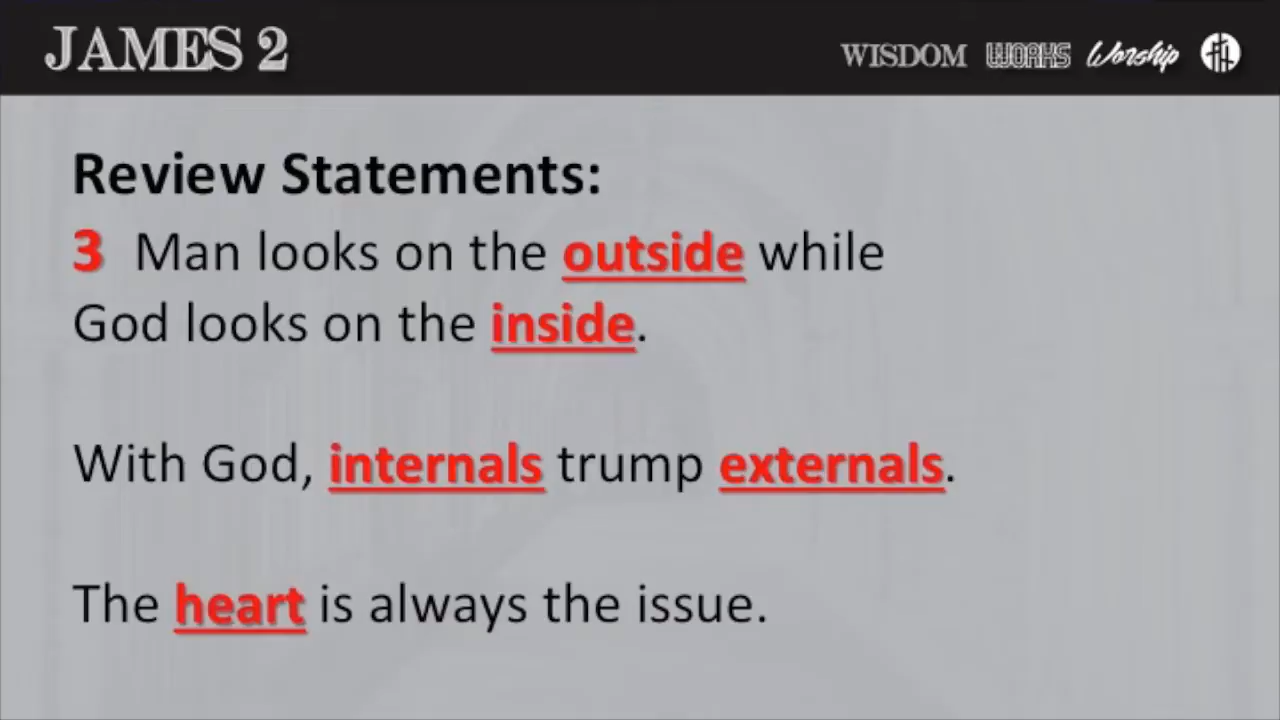 JAMES 2
WISDOM WORKS Worship
Review Statements:
3 Man looks on the outside while
God looks on the inside.
With God, internals trump externals.
The heart is always the issue.